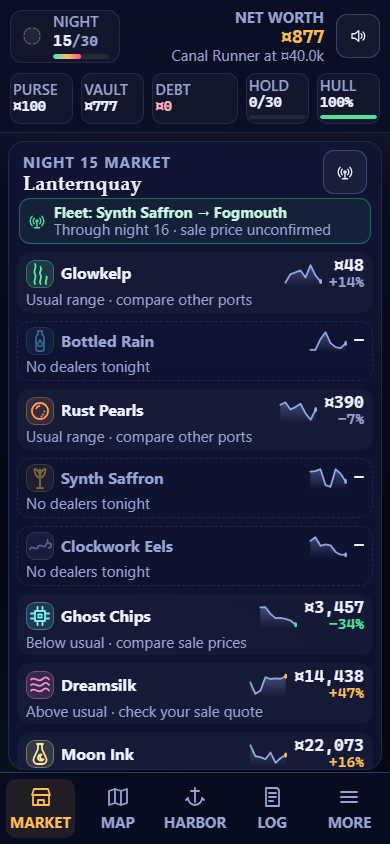 NIGHT
15/30
NET WORTH
¤877
Canal Runner at ¤40.0k
PURSE
¤100
VAULT
¤777
DEBT
¤0
HOLD
0/30
HULL
100%
NIGHT 15 MARKET
Lanternquay
Fleet: Synth Saffron → Fogmouth
Through night 16 · sale price unconfirmed
Glowkelp
¤48
+14%
Usual range · compare other ports
Bottled Rain
—
No dealers tonight
Rust Pearls
¤390
−7%
Usual range · compare other ports
Synth Saffron
—
No dealers tonight
Clockwork Eels
—
No dealers tonight
Ghost Chips
¤3,457
−34%
Below usual · compare sale prices
Dreamsilk
¤14,438
+47%
Above usual · check your sale quote
Moon Ink
¤22,073
+16%
MARKET
MAP
HARBOR
LOG
MORE